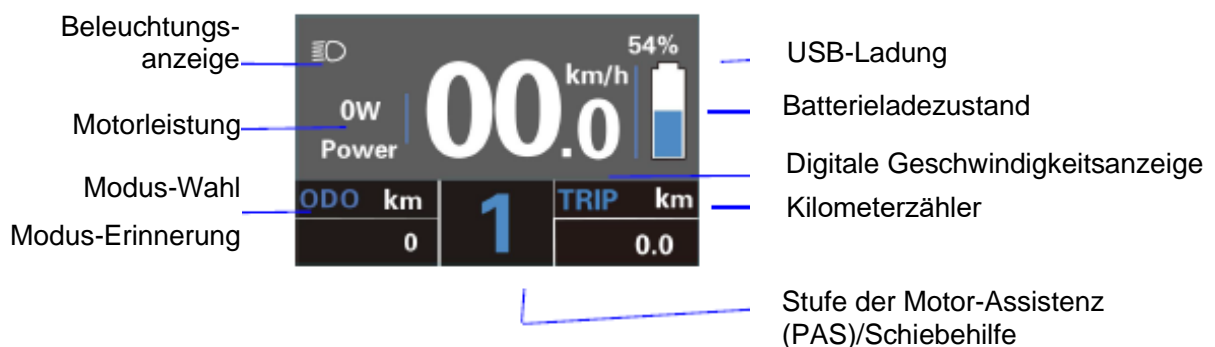 Beleuchtungs-
anzeige
Motorleistung
Modus-Wahl
Modus-Erinnerung
54%
km/h
00.0
0W
Power
ODO km
0
1
TRIP km
0.0
USB-Ladung
Batterieladezustand
Digitale Geschwindigkeitsanzeige
Kilometerzähler
Stufe der Motor-Assistenz
(PAS)/Schiebehilfe